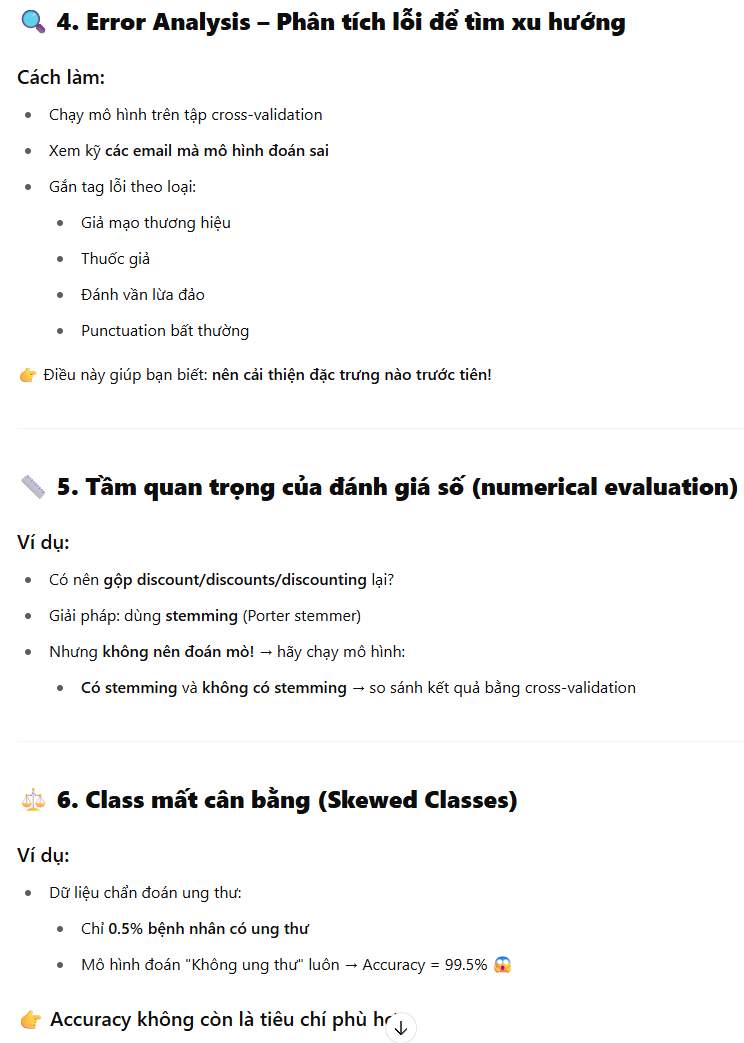 🔍 4. Error Analysis – Phân tích lỗi để tìm xu hướng
Cách làm:
• Chạy mô hình trên tập cross-validation
• Xem kỹ các email mà mô hình đoán sai
• Gắn tag lỗi theo loại:
• Giả mạo thương hiệu
• Thuốc giả
• Đánh vần lừa đảo
• Punctuation bất thường
👉 Điều này giúp bạn biết: nên cải thiện đặc trưng nào trước tiên!
📏 5. Tầm quan trọng của đánh giá số (numerical evaluation)
Ví dụ:
• Có nên gộp discount/discounts/discounting lại?
• Giải pháp: dùng stemming (Porter stemmer)
• Nhưng không nên đoán mò! → hãy chạy mô hình:
• Có stemming và không có stemming → so sánh kết quả bằng cross-validation
⚖️ 6. Class mất cân bằng (Skewed Classes)
Ví dụ:
• Dữ liệu chẩn đoán ung thư:
• Chỉ 0.5% bệnh nhân có ung thư
• Mô hình đoán "Không ung thư" luôn → Accuracy = 99.5% 😱
👉 Accuracy không còn là tiêu chí phù